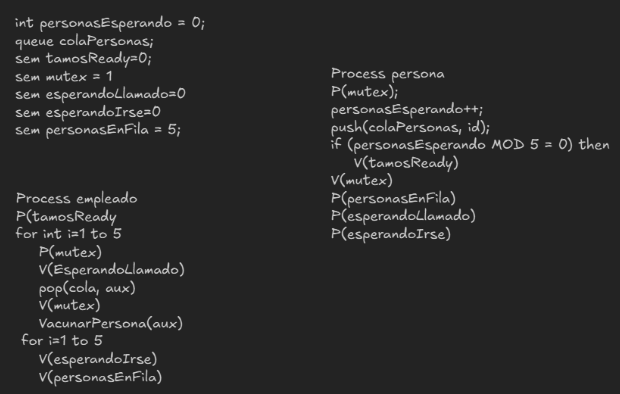 int personasEsperando = 0;
queue colaPersonas;
sem tamosReady=0;
sem mutex = 1
sem esperandoLlamado=0
sem esperandoIrse=0
sem personasEnFila = 5;
Process empleado
P(tamosReady
for int i=1 to 5
P(mutex)
V(EsperandoLlamado)
pop(cola, aux)
V(mutex)
VacunarPersona(aux)
for i=1 to 5
V(esperandoIrse)
V(personasEnFila)
Process persona
P(mutex);
personasEsperando++;
push(colaPersonas, id);
if (personasEsperando MOD 5 = 0) then
V(tamosReady)
V(mutex)
P(personasEnFila)
P(esperandoLlamado)
P(esperandoIrse)